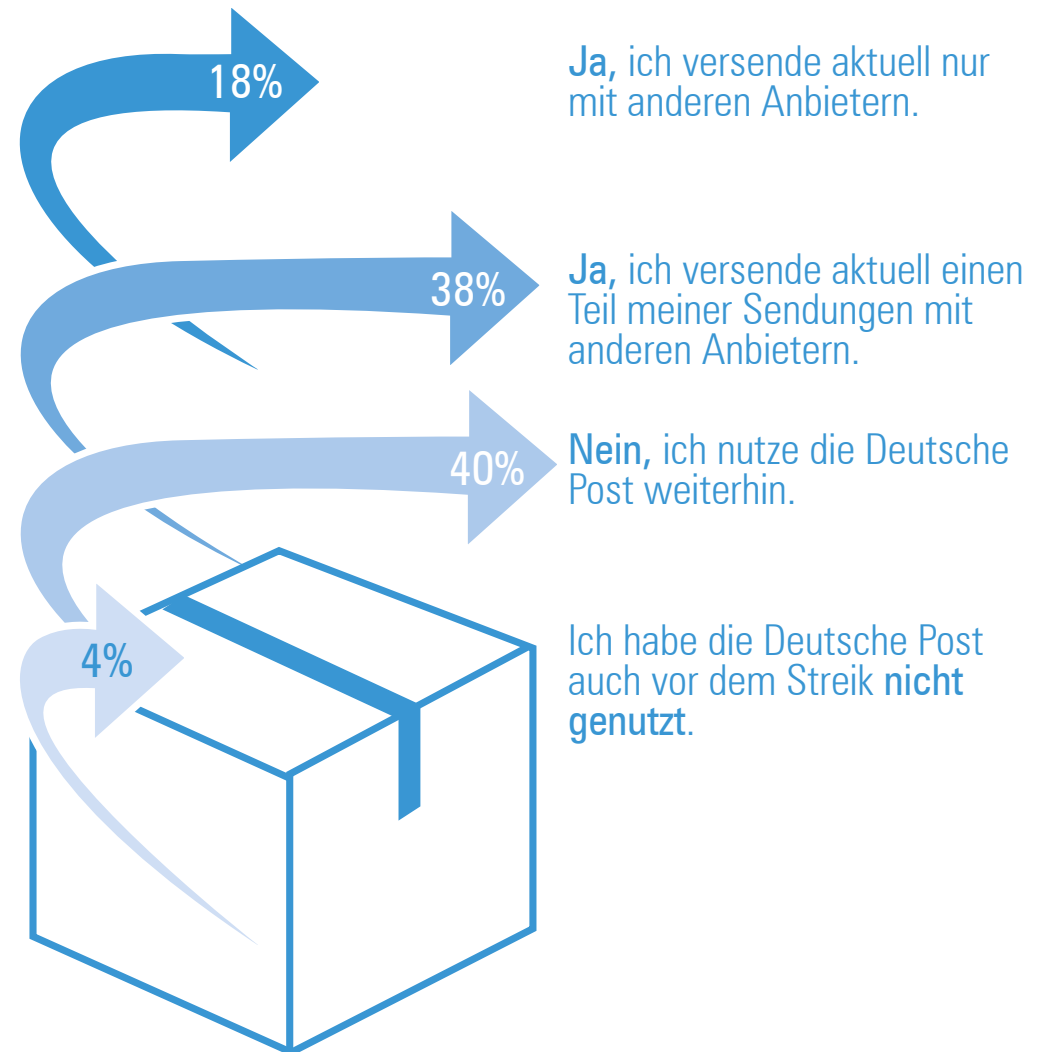 18%
Ja, ich versende aktuell nur
mit anderen Anbietern.
38%
Ja, ich versende aktuell einen
Teil meiner Sendungen mit
anderen Anbietern.
40%
Nein, ich nutze die Deutsche
Post weiterhin.
4%
Ich habe die Deutsche Post
auch vor dem Streik nicht
genutzt.